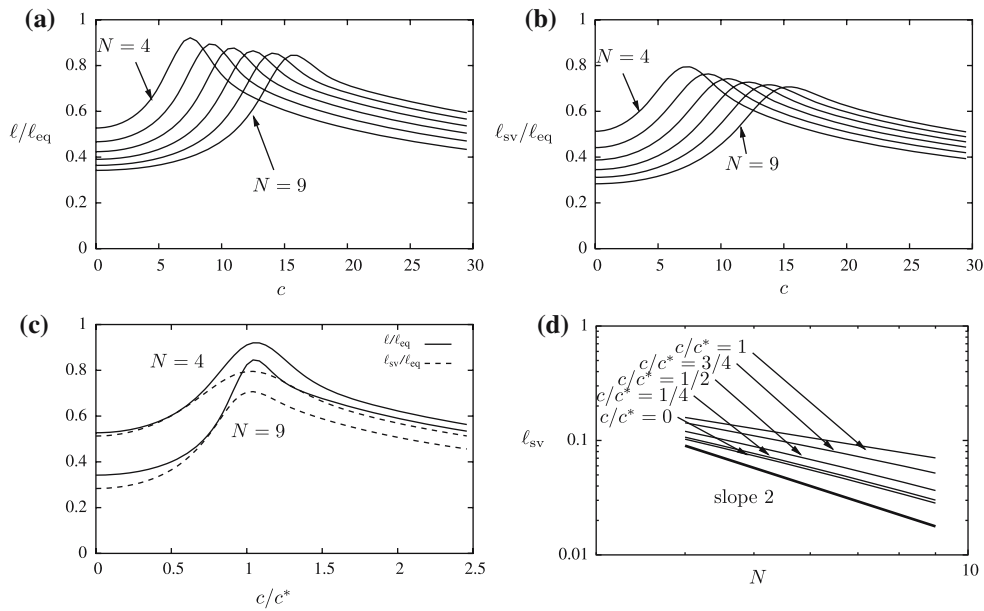 (a)
1
0.8
0.6
0.4
0.2
0
ℓ/ℓeq
N = 4
N = 9
0 5 10 15 20 25 30
c
(b)
1
0.8
0.6
0.4
0.2
0
ℓsv/ℓeq
N = 4
N = 9
0 5 10 15 20 25 30
c
(c)
1
0.8
0.6
0.4
0.2
0
N = 4
N = 9
ℓ/ℓeq
ℓsv/ℓeq
0 0.5 1 1.5 2 2.5
c/c*
(d)
1
0.1
0.01
ℓsv
c/c* = 1
c/c* = 3/4
c/c* = 1/2
c/c* = 1/4
c/c* = 0
slope 2
10
N